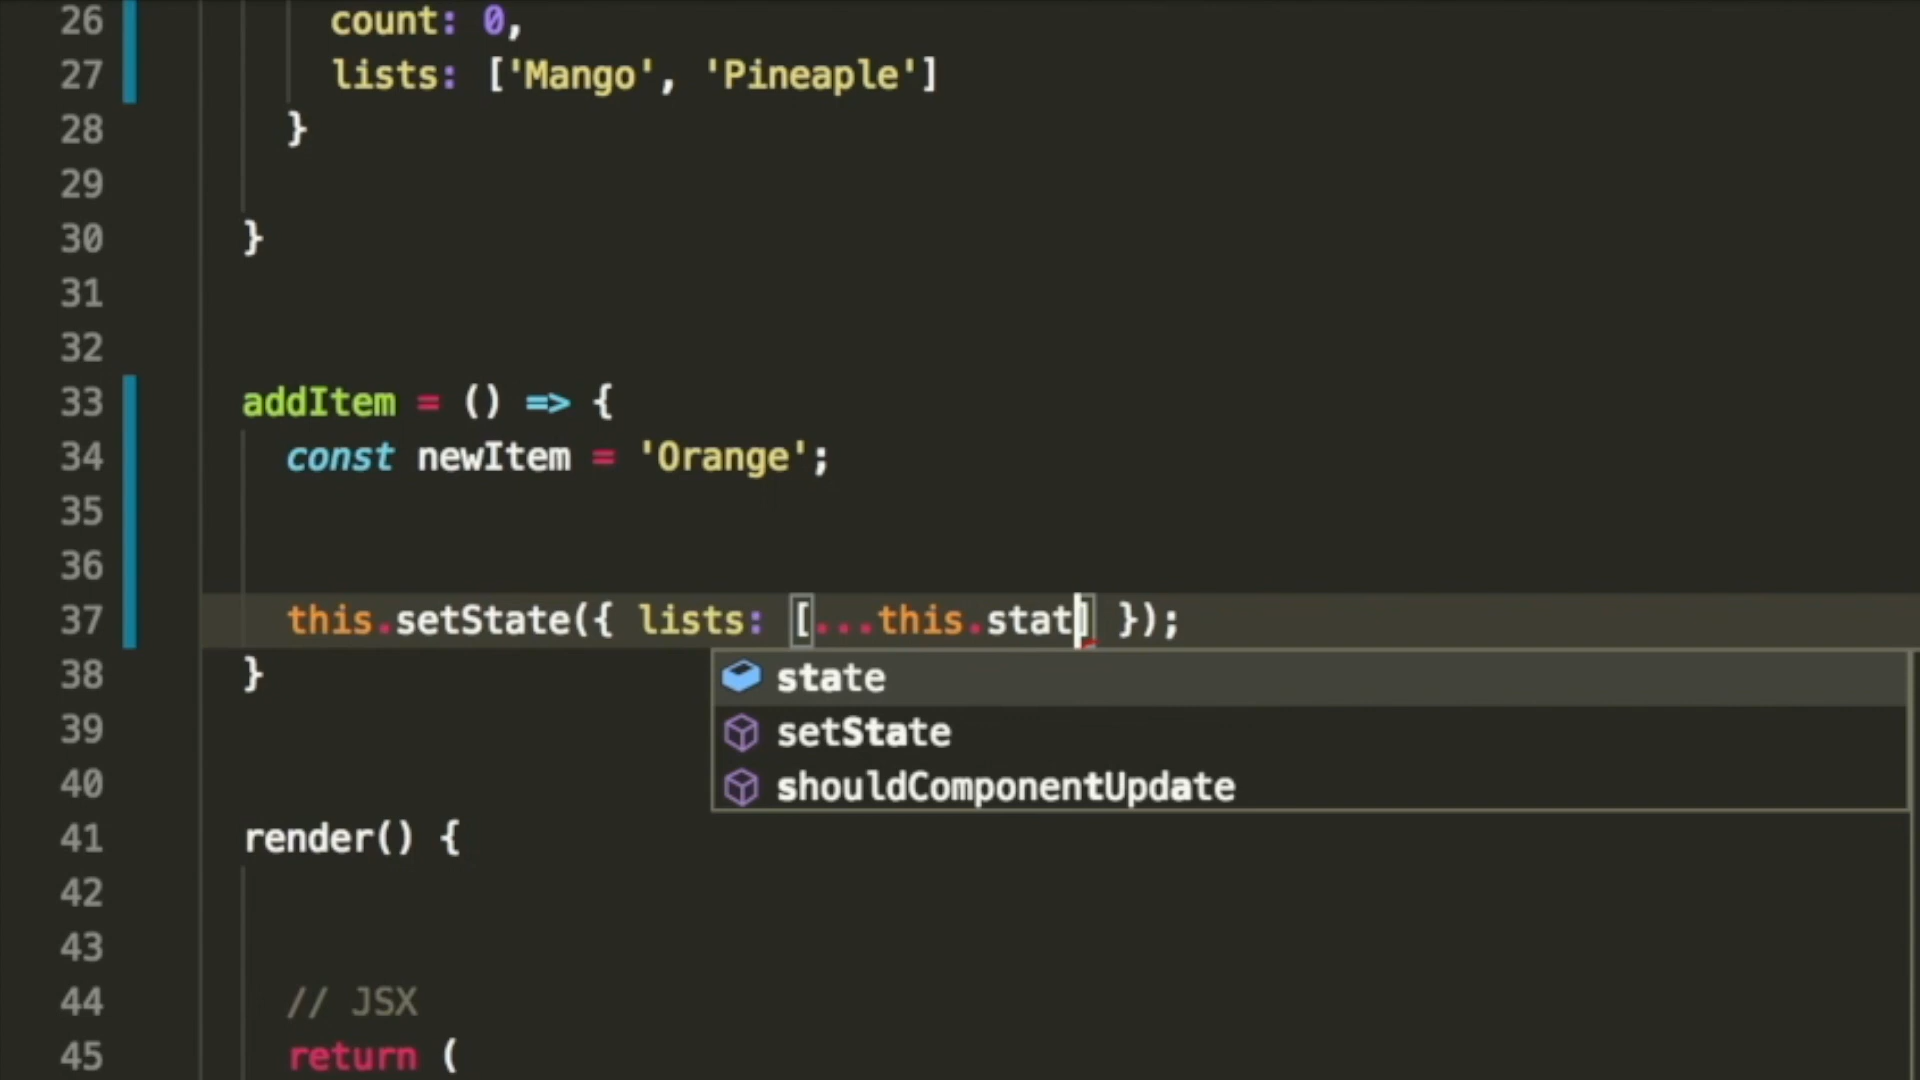 26 count: 0,
27 lists: ['Mango', 'Pineaple']
28 }
29
30 }
31
32
33 addItem = () => {
34 const newItem = 'Orange';
35
36
37 this.setState({ lists: [...this.stat] });
38 }
state
39
setState
40
shouldComponentUpdate
41 render() {
42
43
44 // JSX
45 return (